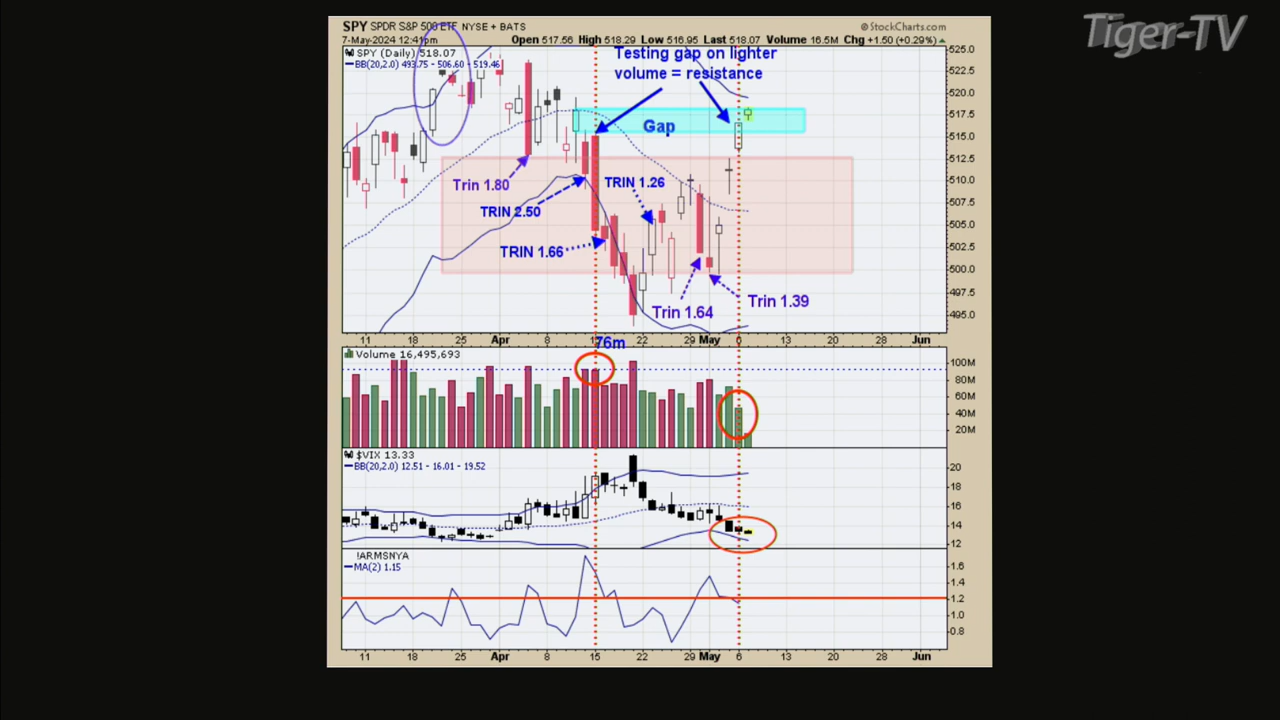 Tiger-TV
SPY SPDR S&P 500 ETF NYSE + BATS
© StockCharts.com
7-May-2024 12:41pm
Open 517.56 High 518.29 Low 516.95 Last 518.07 Volume 16.5M Chg +1.50 (+0.29%)
SPY (Daily) 518.07
BB(20,2.0) 493.75 - 506.60 - 519.46
Testing gap on lighter
volume = resistance
Gap
Trin 1.80
TRIN 1.26
TRIN 2.50
TRIN 1.66
Trin 1.64
Trin 1.39
525.0
522.5
520.0
517.5
515.0
512.5
510.0
507.5
505.0
502.5
500.0
497.5
495.0
11 18 25 Apr 8 15 22 29 May 6 13 20 28 Jun
76m
Volume 16,495,693
100M
80M
60M
40M
20M
$VIX 13.33
BB(20,2.0) 12.51 - 16.01 - 19.52
20
18
16
14
12
!ARMSNYA
MA(2) 1.15
1.6
1.4
1.2
1.0
0.8
11 18 25 Apr 8 15 22 29 May 6 13 20 28 Jun